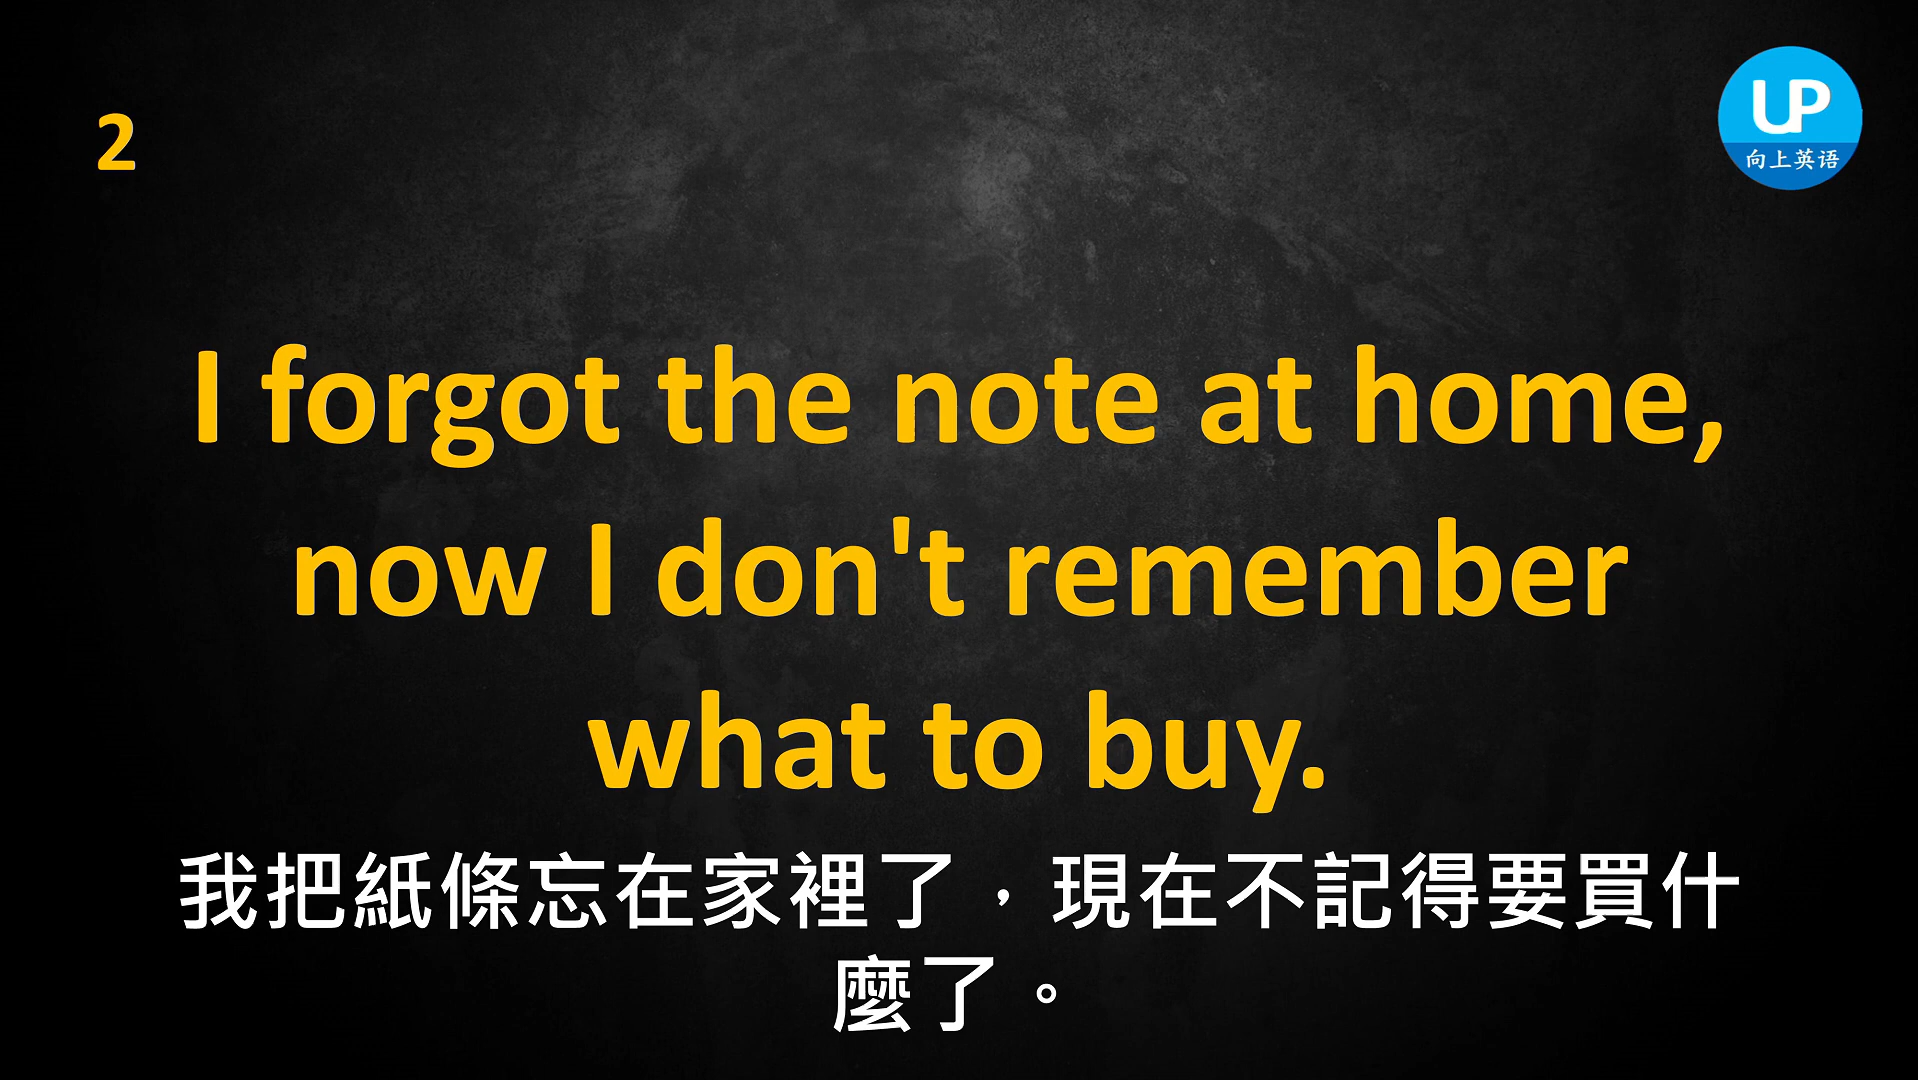 2
UP
向上英语
I forgot the note at home,
now I don't remember
what to buy.
我把紙條忘在家裡了，現在不記得要買什
麼了。